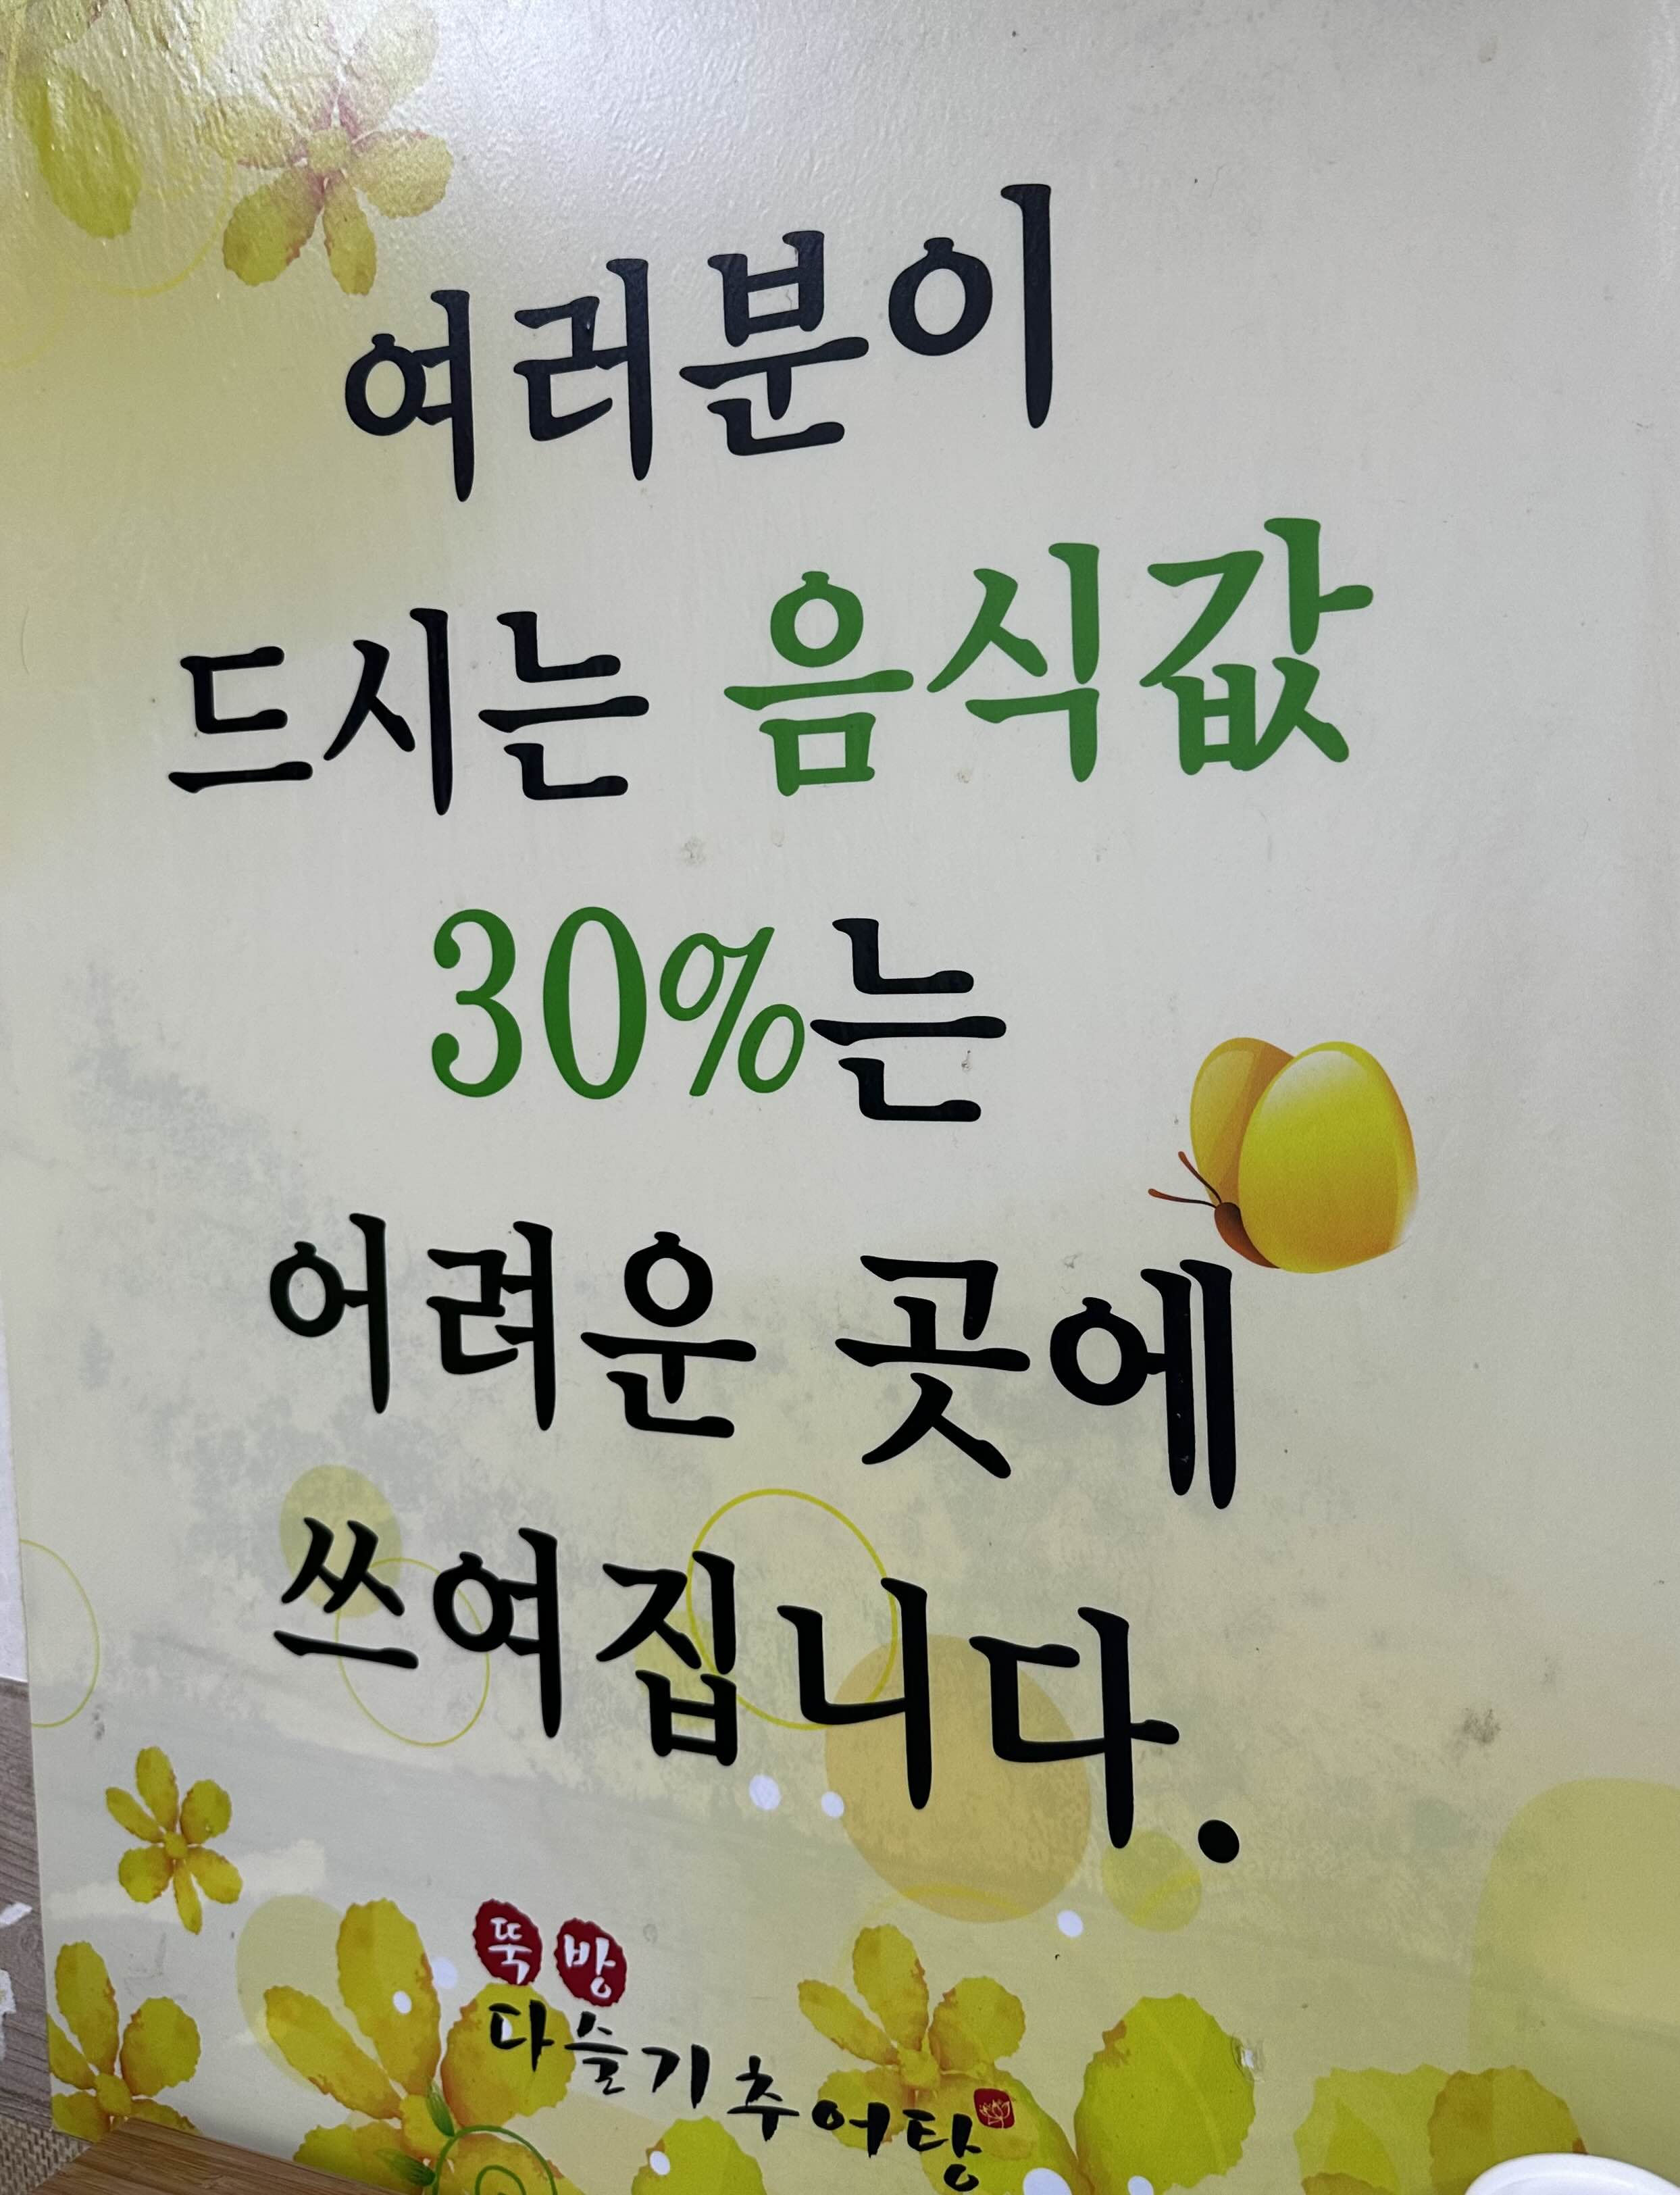 여러분이
드시는 음식값
30%는
어려운 곳에
쓰여집니다.
뚝방
다슬기추어탕